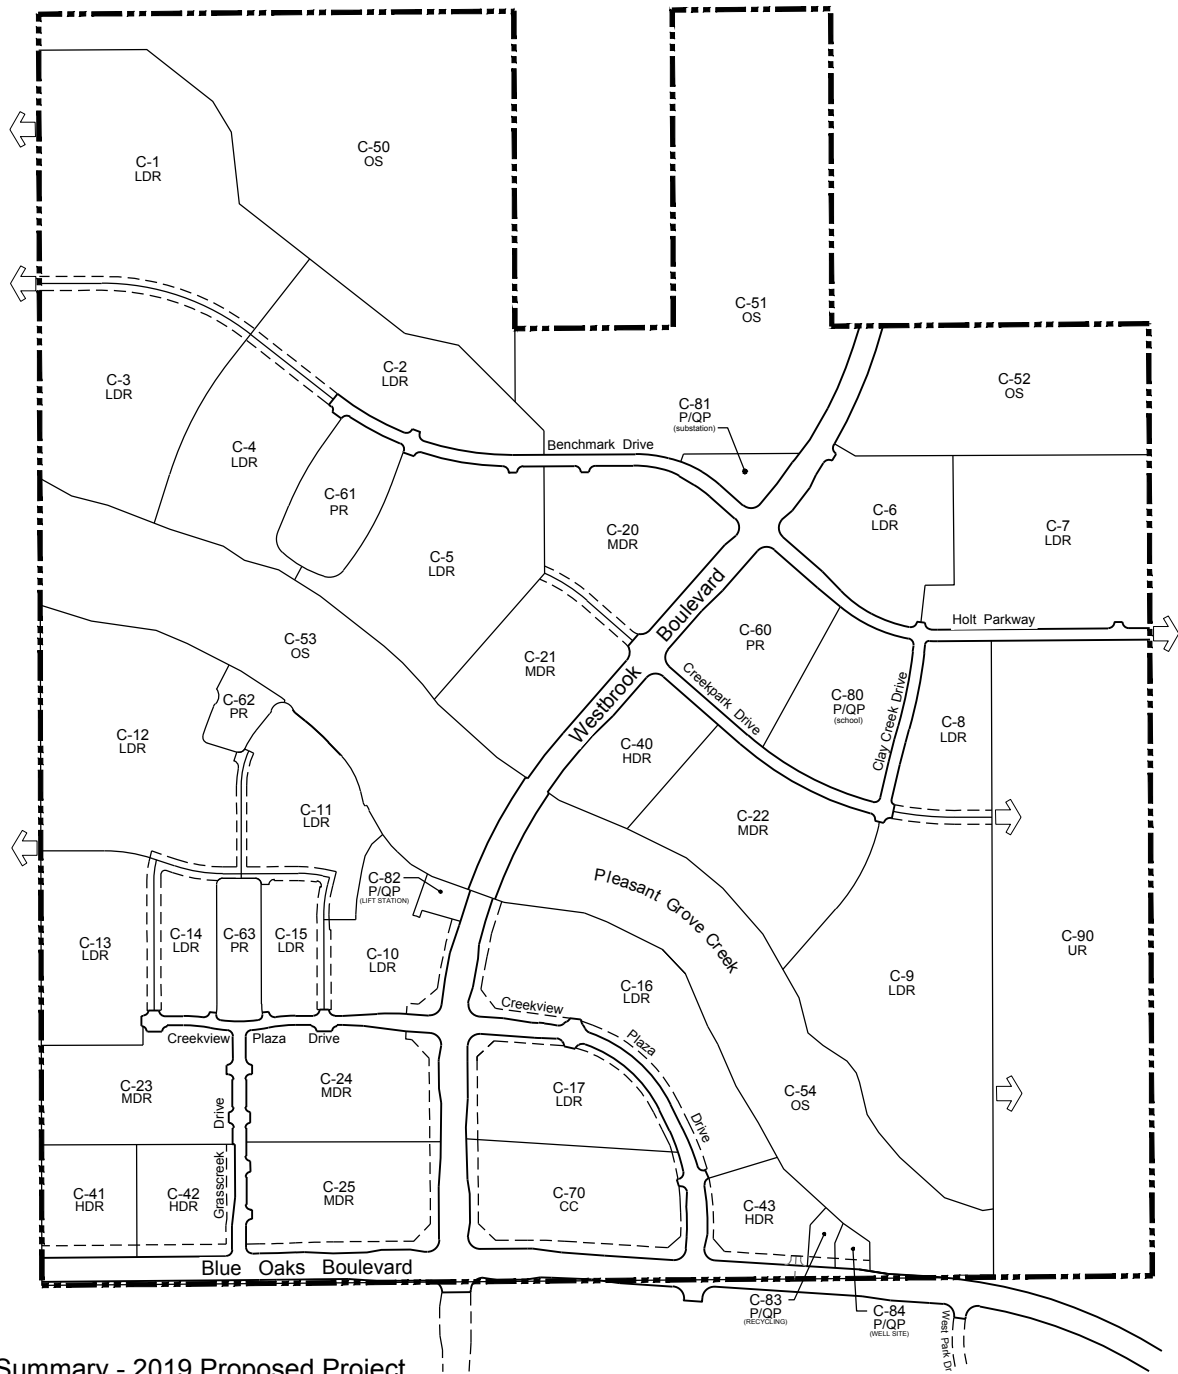 C-50
OS
C-1
LDR
C-51
OS
C-2
LDR
C-3
LDR
C-52
OS
C-81
P/QP
(substation)
Benchmark Drive
C-4
LDR
C-61
PR
C-20
MDR
C-6
LDR
C-7
LDR
C-5
LDR
Westbrook Boulevard
Holt Parkway
C-60
PR
C-53
OS
C-21
MDR
Creekpark Drive
C-80
P/QP
(school)
Clay Creek Drive
C-62
PR
C-8
LDR
C-12
LDR
C-40
HDR
C-11
LDR
C-22
MDR
C-82
P/QP
(LIFT STATION)
Pleasant Grove Creek
C-13
LDR
C-14
LDR
C-63
PR
C-15
LDR
C-10
LDR
C-90
UR
C-16
LDR
C-9
LDR
Creekview Plaza Drive
Creekview Plaza Drive
C-23
MDR
C-24
MDR
C-17
LDR
C-54
OS
Grasscreek Drive
C-41
HDR
C-42
HDR
C-25
MDR
C-70
CC
C-43
HDR
Blue Oaks Boulevard
C-83
P/QP
(RECYCLING)
C-84
P/QP
(WELL SITE)
West Park Dr
Summary - 2019 Proposed Project